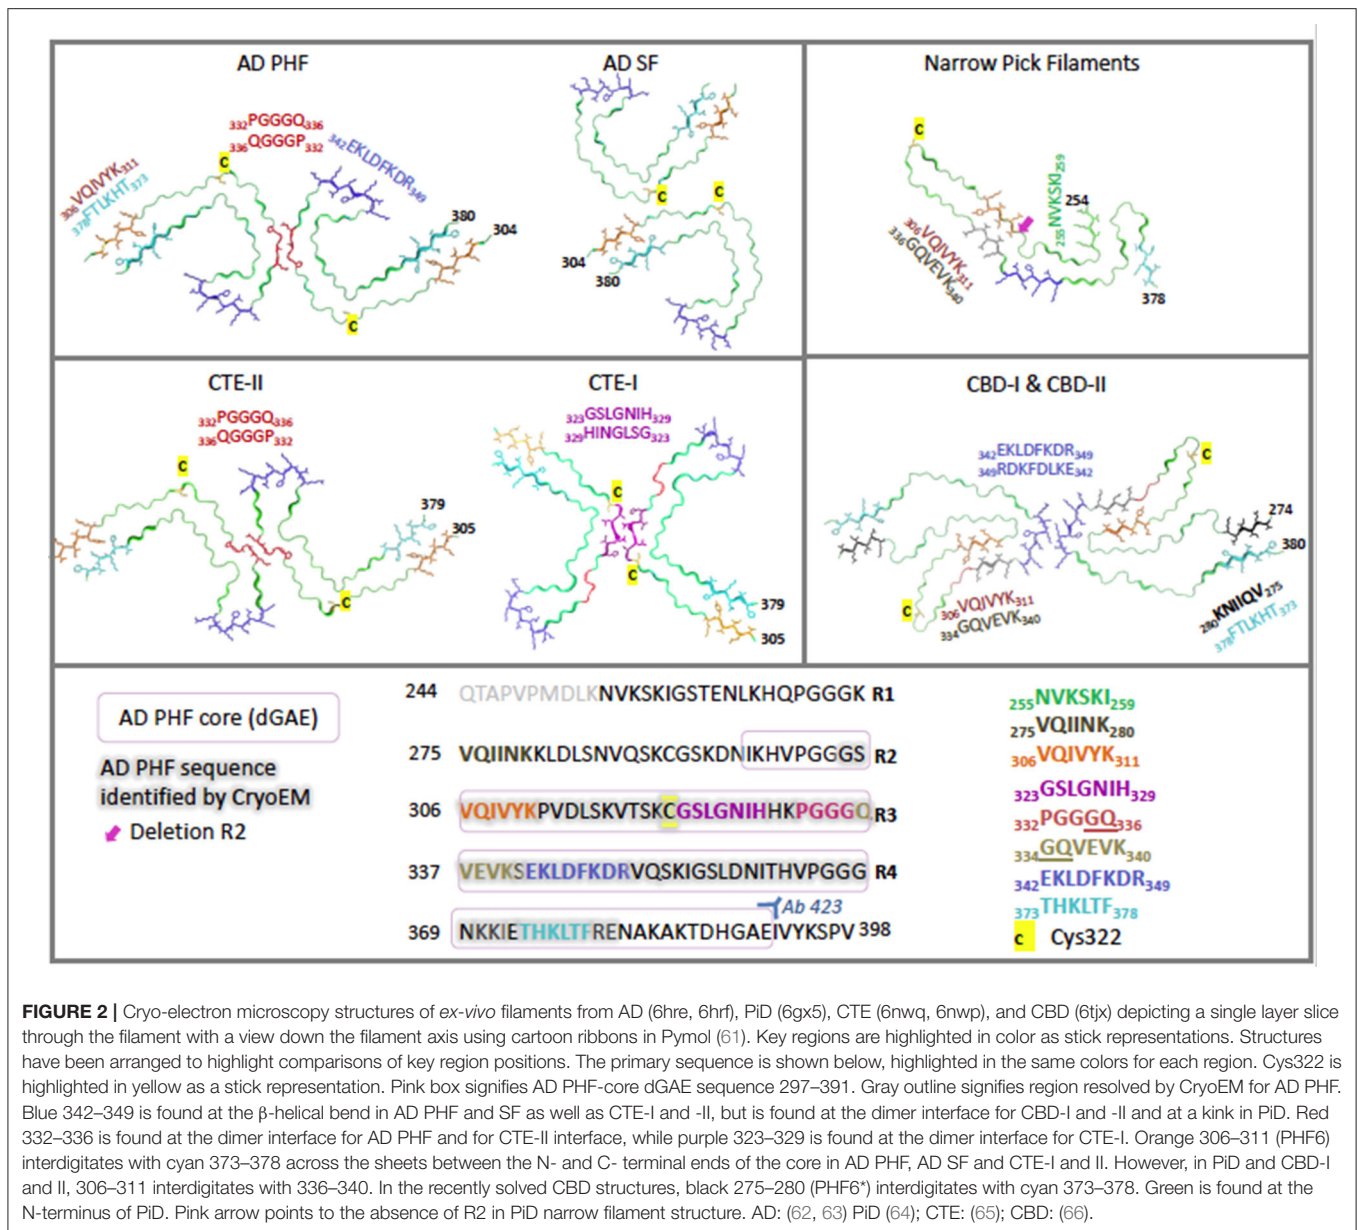 AD PHF
AD SF
Narrow Pick Filaments
332PGGGQ336
336QGGGP332
342EKLDFKDR349
306VQIVYK311
378FTLKHT373
C
C
380
304
C
C
304
380
C
255NVKSKI259
254
306VQIVYK311
336GQVEVK340
378
CTE-II
CTE-I
CBD-I & CBD-II
332PGGGQ336
336QGGGP332
C
C
379
305
323GSLGNIH329
329HINGLSG323
C
C
379
305
342EKLDFKDR349
349RDKFDLKE342
C
C
274
380
306VQIVYK311
334GQVEVK340
280KNIIQV275
378FTLKHT373
AD PHF core (dGAE)
AD PHF sequence
identified by CryoEM
Deletion R2
244 QTAPVPMDLKNVKSKIGSTENLKHQPGGGK R1
275 VQIINKKLDLSNVQSKCGSKDNIKHVPGGGS R2
306 VQIVYKPVDLSKVTSKCGSLGNIHHKPGGGQ R3
337 VEVKSEKLDFKDRVQSKIGSLDNITHVPGGG R4
Ab 423
369 NKKIETHKLTFRENAKAKTDHGAEIVYKSPV 398
255NVKSKI259
275VQIINK280
306VQIVYK311
323GSLGNIH329
332PGGGQ336
334GQVEVK340
342EKLDFKDR349
373THKLTF378
C Cys322
FIGURE 2 | Cryo-electron microscopy structures of ex-vivo filaments from AD (6hre, 6hrf), PiD (6gx5), CTE (6nwq, 6nwp), and CBD (6tjx) depicting a single layer slice
through the filament with a view down the filament axis using cartoon ribbons in Pymol (61). Key regions are highlighted in color as stick representations. Structures
have been arranged to highlight comparisons of key region positions. The primary sequence is shown below, highlighted in the same colors for each region. Cys322 is
highlighted in yellow as a stick representation. Pink box signifies AD PHF-core dGAE sequence 297–391. Gray outline signifies region resolved by CryoEM for AD PHF.
Blue 342–349 is found at the β-helical bend in AD PHF and SF as well as CTE-I and -II, but is found at the dimer interface for CBD-I and -II and at a kink in PiD. Red
332–336 is found at the dimer interface for AD PHF and for CTE-II interface, while purple 323–329 is found at the dimer interface for CTE-I. Orange 306–311 (PHF6)
interdigitates with cyan 373–378 across the sheets between the N- and C- terminal ends of the core in AD PHF, AD SF and CTE-I and II. However, in PiD and CBD-I
and II, 306–311 interdigitates with 336–340. In the recently solved CBD structures, black 275–280 (PHF6*) interdigitates with cyan 373–378. Green is found at the
N-terminus of PiD. Pink arrow points to the absence of R2 in PiD narrow filament structure. AD: (62, 63) PiD (64); CTE: (65); CBD: (66).